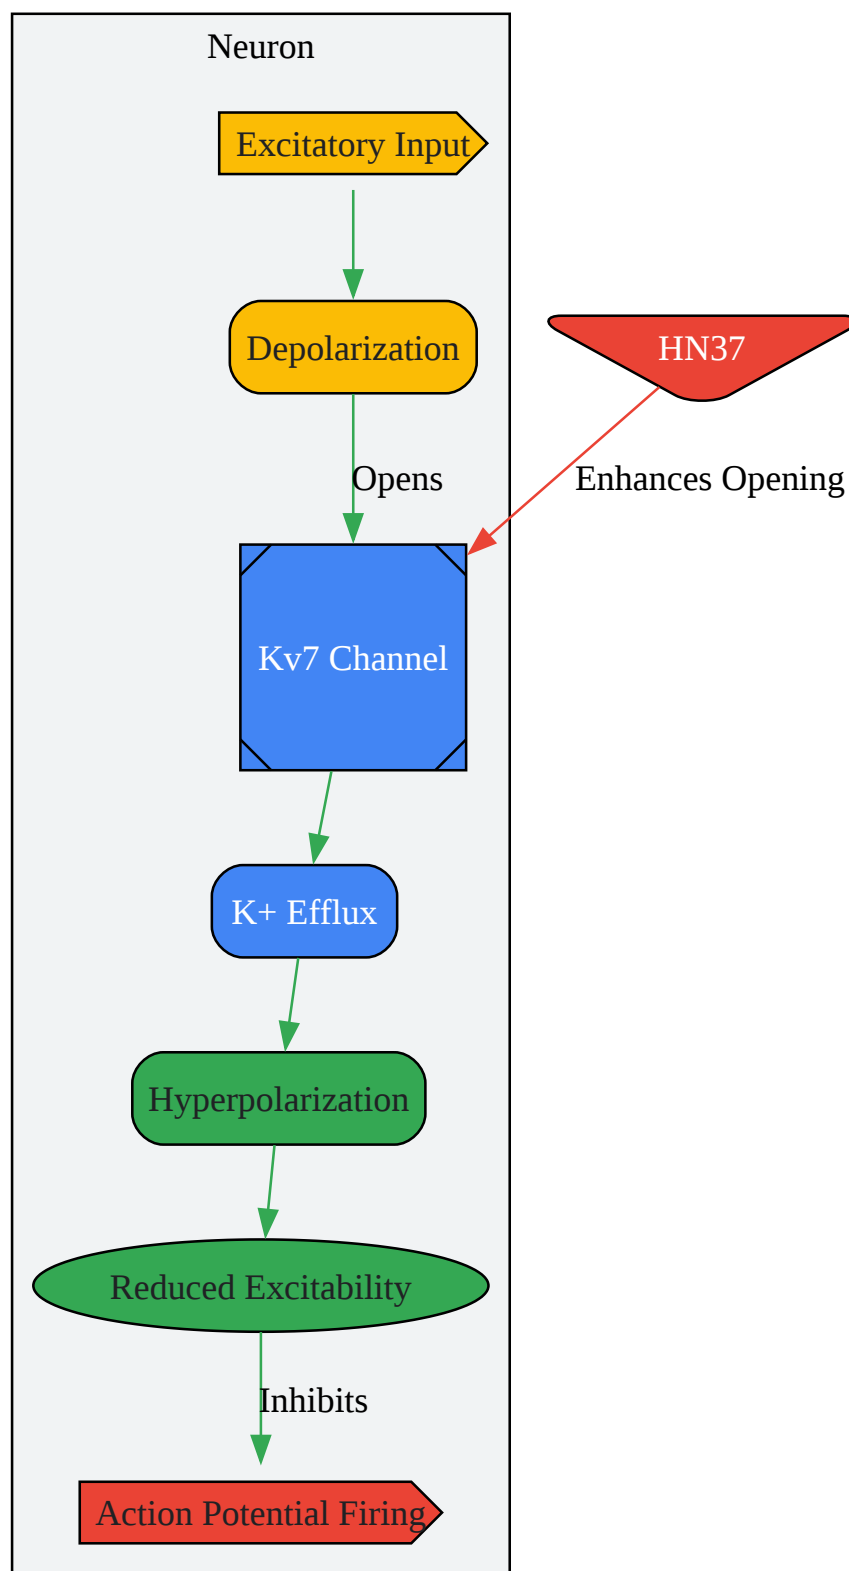 Neuron
Excitatory Input
Depolarization
HN37
Opens
Enhances Opening
Kv7 Channel
K+ Efflux
Hyperpolarization
Reduced Excitability
Inhibits
Action Potential Firing